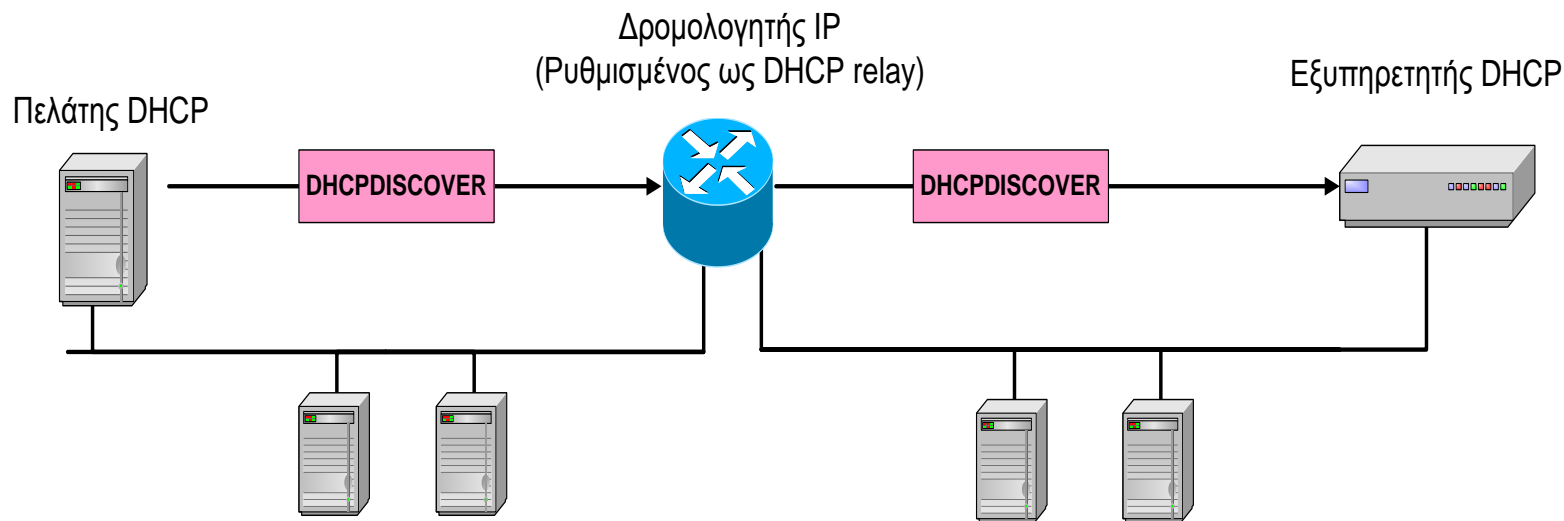 Δρομολογητής IP
(Ρυθμισμένος ως DHCP relay)
Εξυπηρετητής DHCP
Πελάτης DHCP
DHCPDISCOVER
DHCPDISCOVER